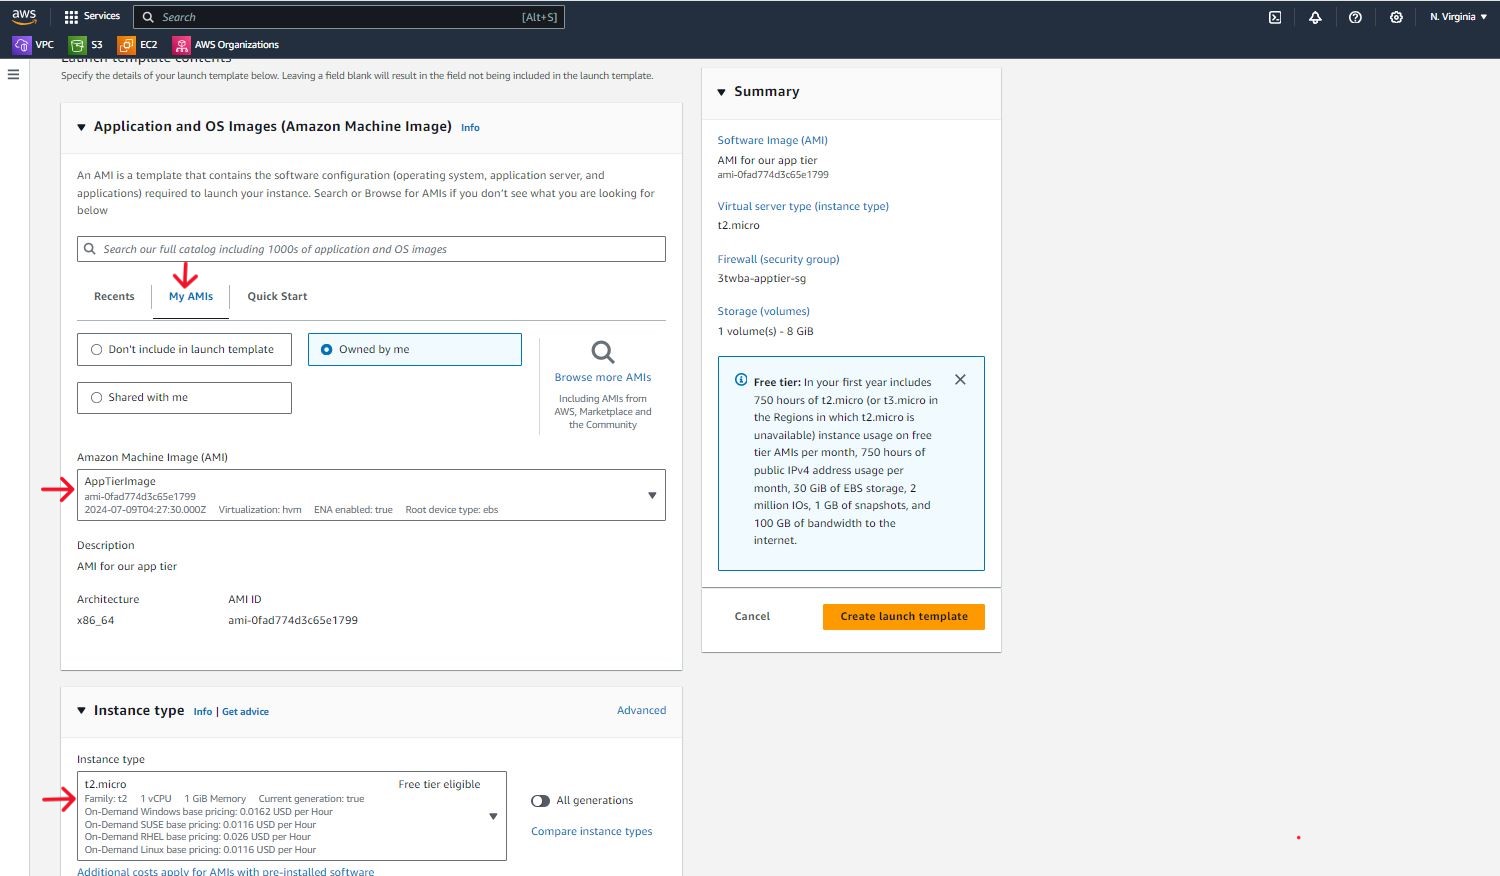 aws
Services
Search
[Alt+S]
N. Virginia
VPC
S3
EC2
AWS Organizations
Launch template contents
Specify the details of your launch template below. Leaving a field blank will result in the field not being included in the launch template.
Application and OS Images (Amazon Machine Image) Info
An AMI is a template that contains the software configuration (operating system, application server, and
applications) required to launch your instance. Search or Browse for AMIs if you don't see what you are looking for
below
Search our full catalog including 1000s of application and OS images
Recents
My AMIs
Quick Start
Don't include in launch template
Owned by me
Shared with me
Browse more AMIs
Including AMIs from
AWS, Marketplace and
the Community
Amazon Machine Image (AMI)
AppTierImage
ami-0fad774d3c65e1799
2024-07-09T04:27:30.000Z Virtualization: hvm ENA enabled: true Root device type: ebs
Description
AMI for our app tier
Architecture
AMI ID
x86_64
ami-0fad774d3c65e1799
Instance type Info | Get advice
Advanced
Instance type
t2.micro
Free tier eligible
Family: t2 1 vCPU 1 GiB Memory Current generation: true
On-Demand Windows base pricing: 0.0162 USD per Hour
On-Demand SUSE base pricing: 0.0116 USD per Hour
On-Demand RHEL base pricing: 0.026 USD per Hour
On-Demand Linux base pricing: 0.0116 USD per Hour
All generations
Compare instance types
Additional costs apply for AMIs with pre-installed software
Summary
Software Image (AMI)
AMI for our app tier
ami-0fad774d3c65e1799
Virtual server type (instance type)
t2.micro
Firewall (security group)
3twba-apptier-sg
Storage (volumes)
1 volume(s) - 8 GiB
Free tier: In your first year includes
750 hours of t2.micro (or t3.micro in
the Regions in which t2.micro is
unavailable) instance usage on free
tier AMIs per month, 750 hours of
public IPv4 address usage per
month, 30 GiB of EBS storage, 2
million IOs, 1 GB of snapshots, and
100 GB of bandwidth to the
internet.
Cancel
Create launch template